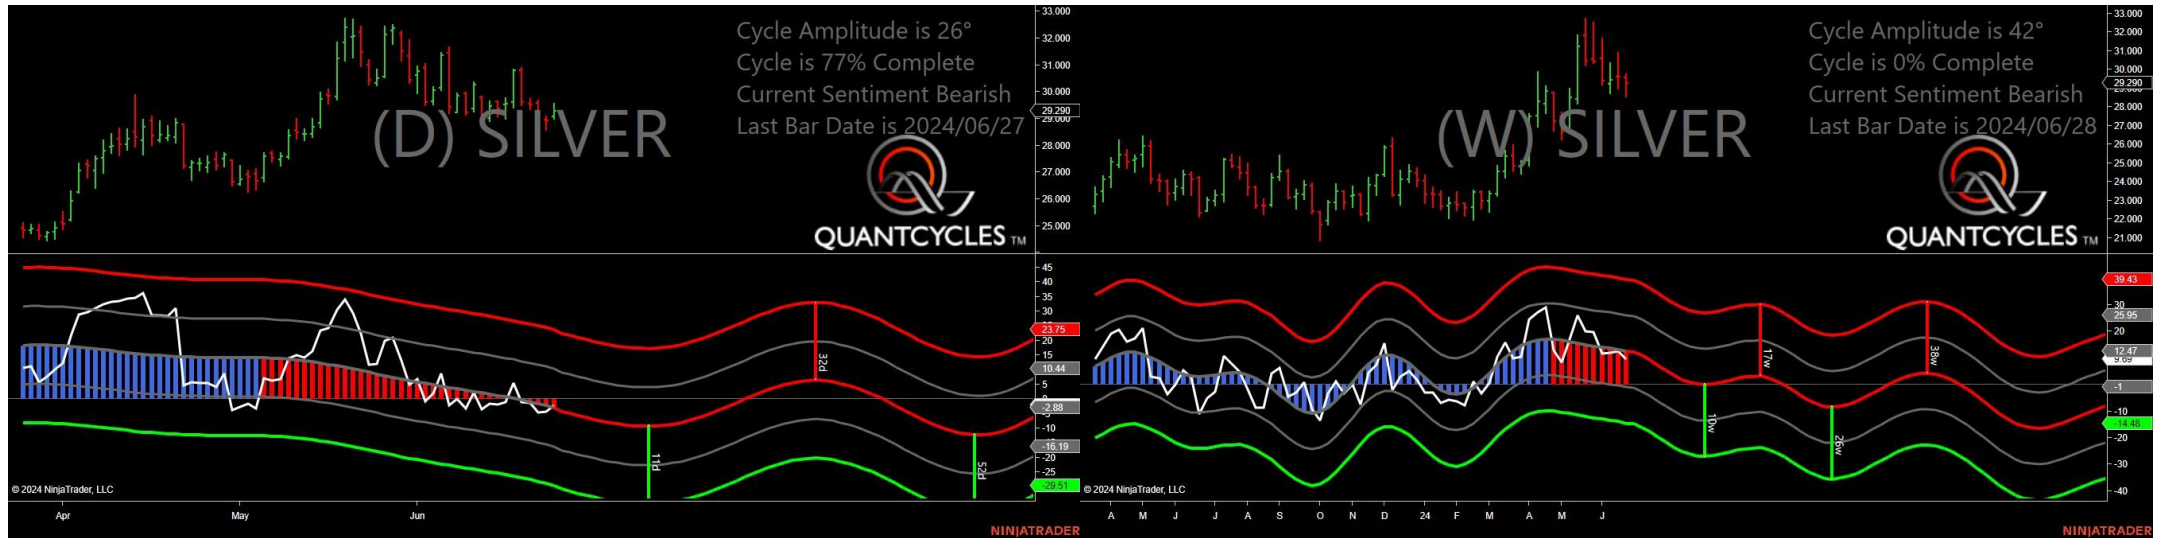 Cycle Amplitude is 26°
Cycle is 77% Complete
Current Sentiment Bearish
Last Bar Date is 2024/06/27
(D) SILVER
QUANTCYCLES TM
33.000
32.000
31.000
30.000
29.290
29.000
28.000
27.000
26.000
25.000
45
40
35
30
23.75
20
15
10.44
5
-2.88
-10
-16.19
-20
-25
-29.51
32d
11d
52d
© 2024 NinjaTrader, LLC
Apr
May
Jun
NINJATRADER
Cycle Amplitude is 42°
Cycle is 0% Complete
Current Sentiment Bearish
Last Bar Date is 2024/06/28
(W) SILVER
QUANTCYCLES TM
33.000
32.000
31.000
30.000
29.290
28.000
27.000
26.000
25.000
24.000
23.000
22.000
21.000
39.43
30
25.95
20
12.47
9.69
-1
-10
-14.48
-20
-30
-40
17w
38w
10w
26w
© 2024 NinjaTrader, LLC
A
M
J
J
A
S
O
N
D
24
F
M
A
M
J
NINJATRADER